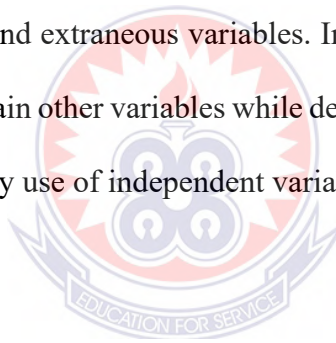 nd extraneous variables. In
ain other variables while de
y use of independent varia
EDUCATION FOR SERVICE